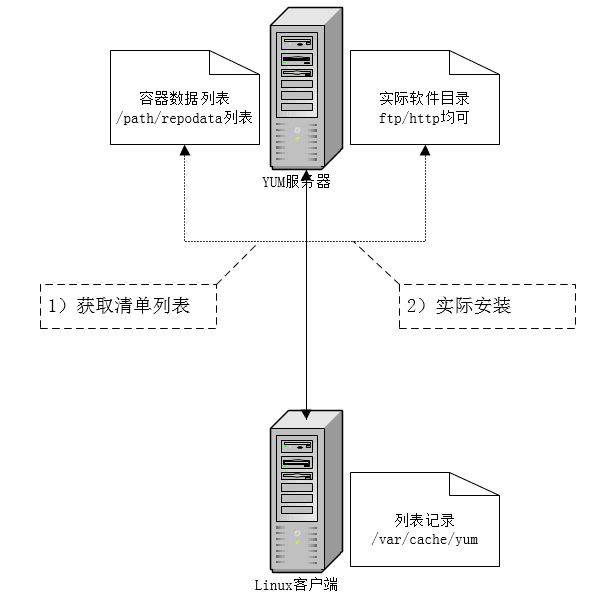 容器数据列表
/path/repodata列表
实际软件目录
ftp/http均可
YUM服务器
1）获取清单列表
2）实际安装
列表记录
/var/cache/yum
Linux客户端